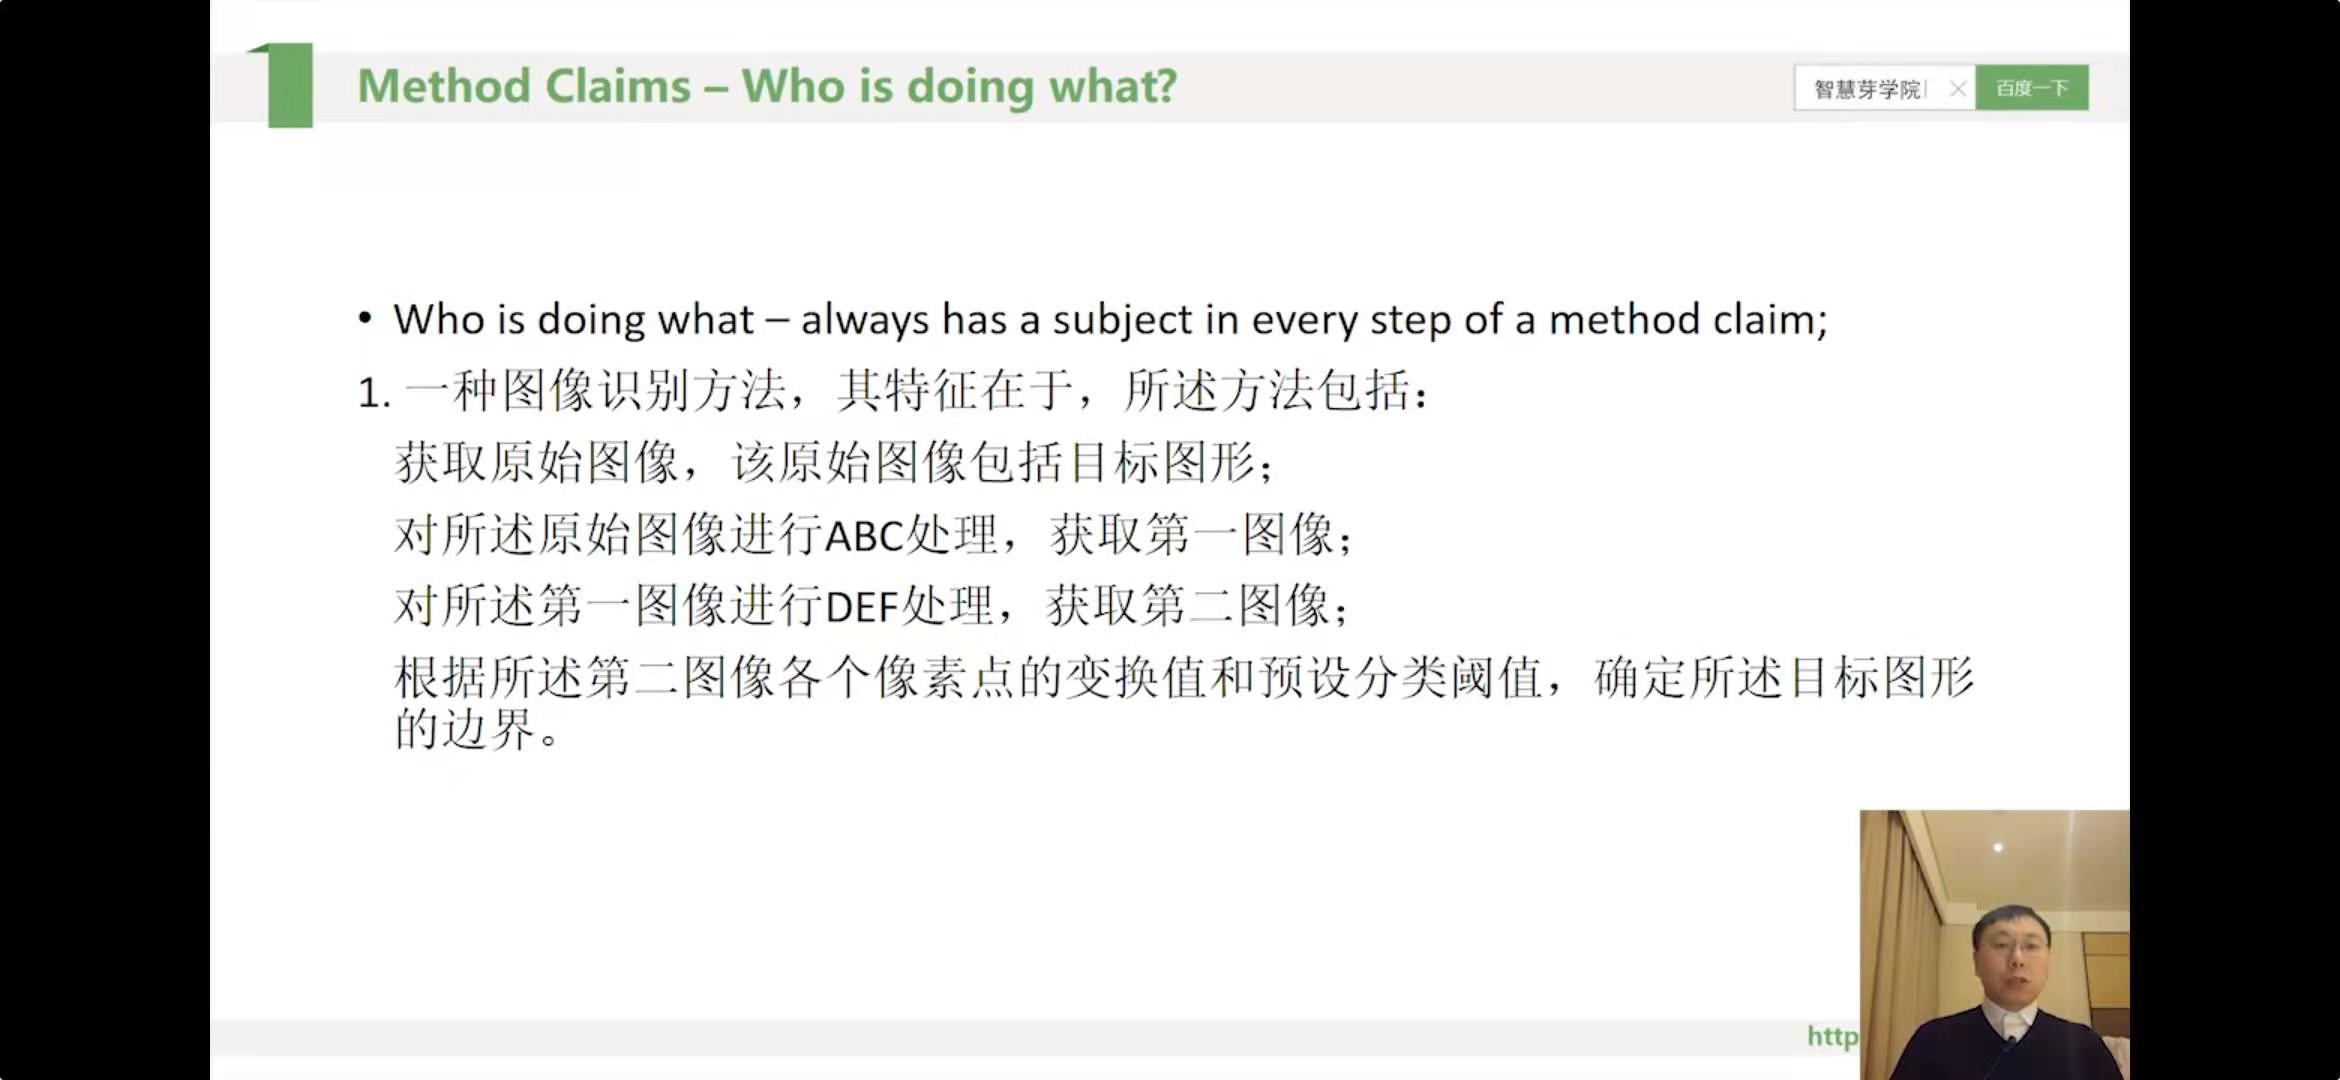 Method Claims – Who is doing what?
智慧芽学院
百度一下
• Who is doing what – always has a subject in every step of a method claim;
1. 一种图像识别方法，其特征在于，所述方法包括：
获取原始图像，该原始图像包括目标图形；
对所述原始图像进行ABC处理，获取第一图像；
对所述第一图像进行DEF处理，获取第二图像；
根据所述第二图像各个像素点的变换值和预设分类阈值，确定所述目标图形
的边界。
http